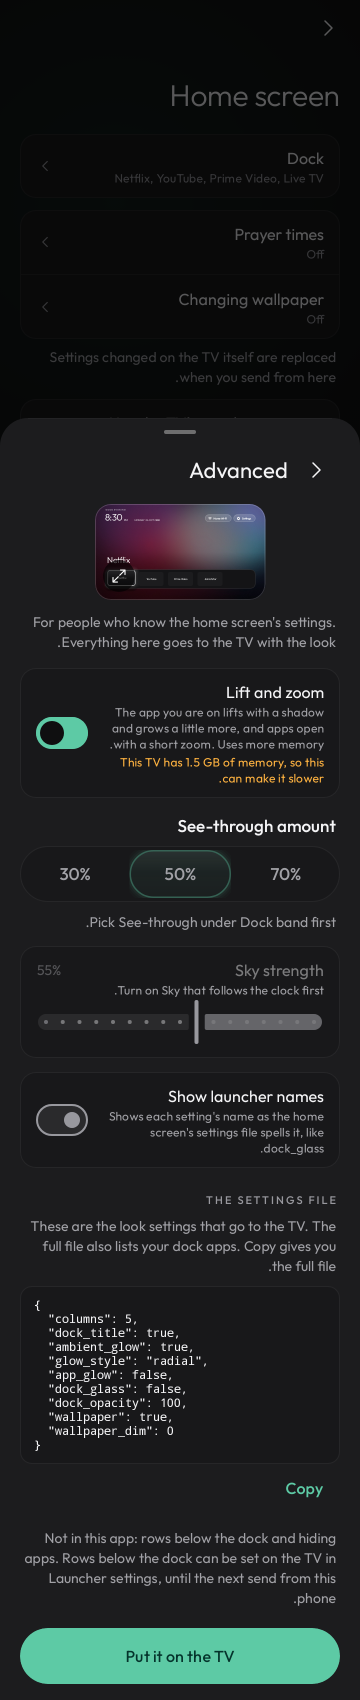 Home screen
Dock
Netflix, YouTube, Prime Video, Live TV
Prayer times
Off
Changing wallpaper
Off
Settings changed on the TV itself are replaced
.when you send from here
Advanced
8:30
Netflix
For people who know the home screen's settings.
.Everything here goes to the TV with the look
Lift and zoom
The app you are on lifts with a shadow
and grows a little more, and apps open
.with a short zoom. Uses more memory
This TV has 1.5 GB of memory, so this
.can make it slower
See-through amount
30% 50% 70%
.Pick See-through under Dock band first
55% Sky strength
.Turn on Sky that follows the clock first
Show launcher names
Shows each setting's name as the home
screen's settings file spells it, like
.dock_glass
THE SETTINGS FILE
These are the look settings that go to the TV. The
full file also lists your dock apps. Copy gives you
.the full file
{
"columns": 5,
"dock_title": true,
"ambient_glow": true,
"glow_style": "radial",
"app_glow": false,
"dock_glass": false,
"dock_opacity": 100,
"wallpaper": true,
"wallpaper_dim": 0
}
Copy
Not in this app: rows below the dock and hiding
apps. Rows below the dock can be set on the TV in
Launcher settings, until the next send from this
.phone
Put it on the TV